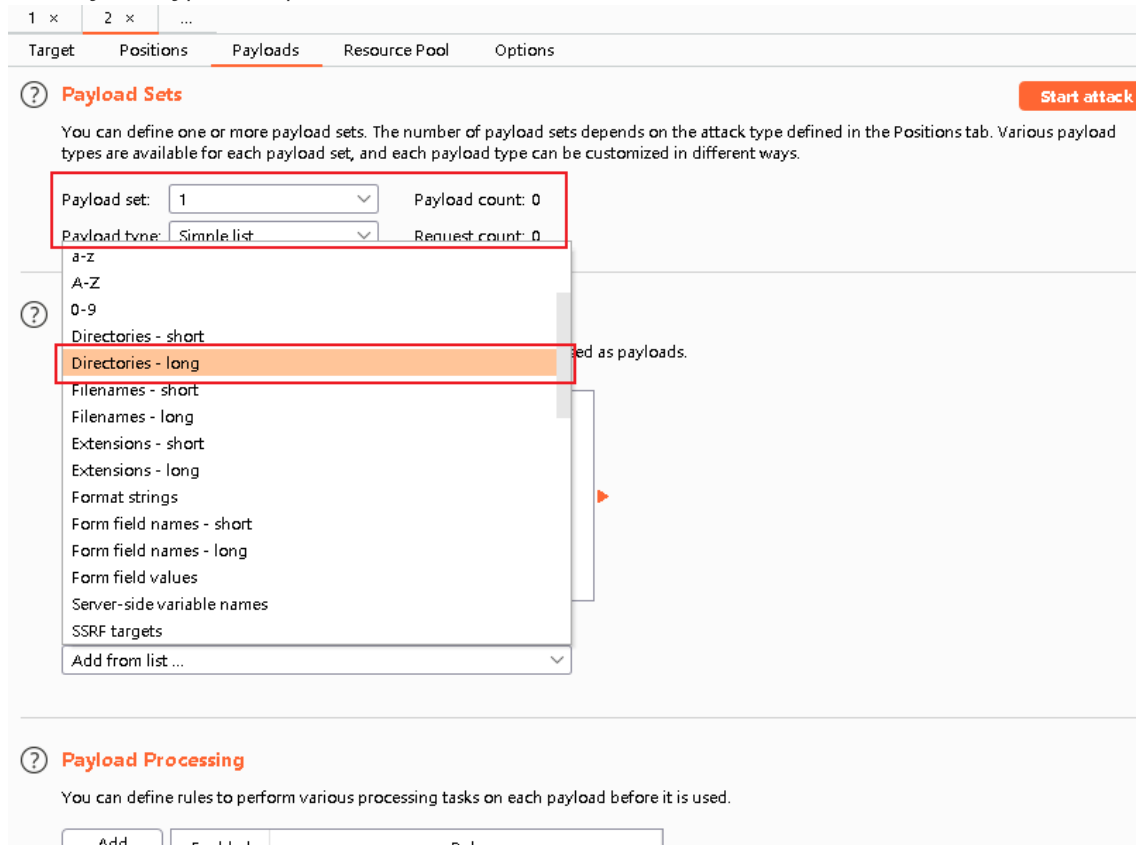 1 × 2 × ...
Target Positions Payloads Resource Pool Options
? Payload Sets Start attack
You can define one or more payload sets. The number of payload sets depends on the attack type defined in the Positions tab. Various payload
types are available for each payload set, and each payload type can be customized in different ways.
Payload set: 1 Payload count: 0
Payload type: Simple list Request count: 0
a-z
A-Z
?
0-9
Directories - short
Directories - long
ed as payloads.
Filenames - short
Filenames - long
Extensions - short
Extensions - long
Format strings
Form field names - short
Form field names - long
Form field values
Server-side variable names
SSRF targets
Add from list ...
? Payload Processing
You can define rules to perform various processing tasks on each payload before it is used.
Add